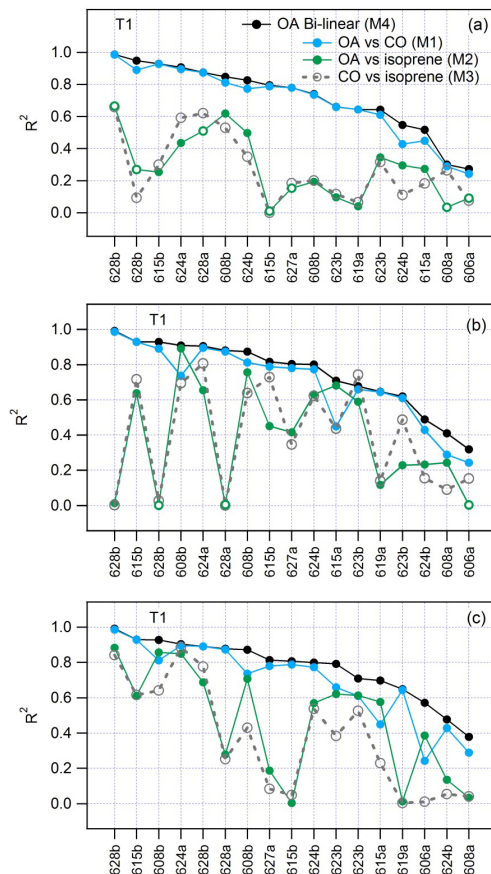 T1
(a)
OA Bi-linear (M4)
OA vs CO (M1)
OA vs isoprene (M2)
CO vs isoprene (M3)
R²
1.0
0.8
0.6
0.4
0.2
0.0
628b 628b 615b 624a 628a 608b 624b 615b 627a 608b 623b 619a 623b 624b 615a 608a 606a
T1
(b)
R²
1.0
0.8
0.6
0.4
0.2
0.0
628b 615b 628b 608b 624a 628a 608b 615b 627a 624b 615a 623b 619a 623b 624b 608a 606a
T1
(c)
R²
1.0
0.8
0.6
0.4
0.2
0.0
628b 615b 608b 624a 628b 628a 608b 627a 615b 624b 623b 623b 615a 619a 606a 624b 608a